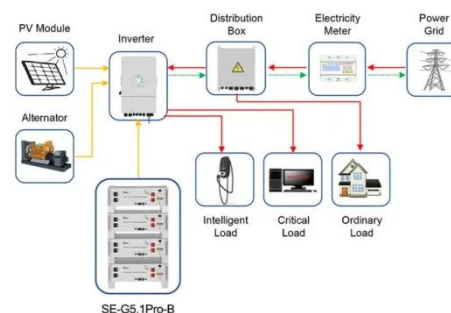 PV Module
Inverter
Distribution
Box
Electricity
Meter
Power
Grid
Alternator
Intelligent
Load
Critical
Load
Ordinary
Load
SE-G5.1Pro-B